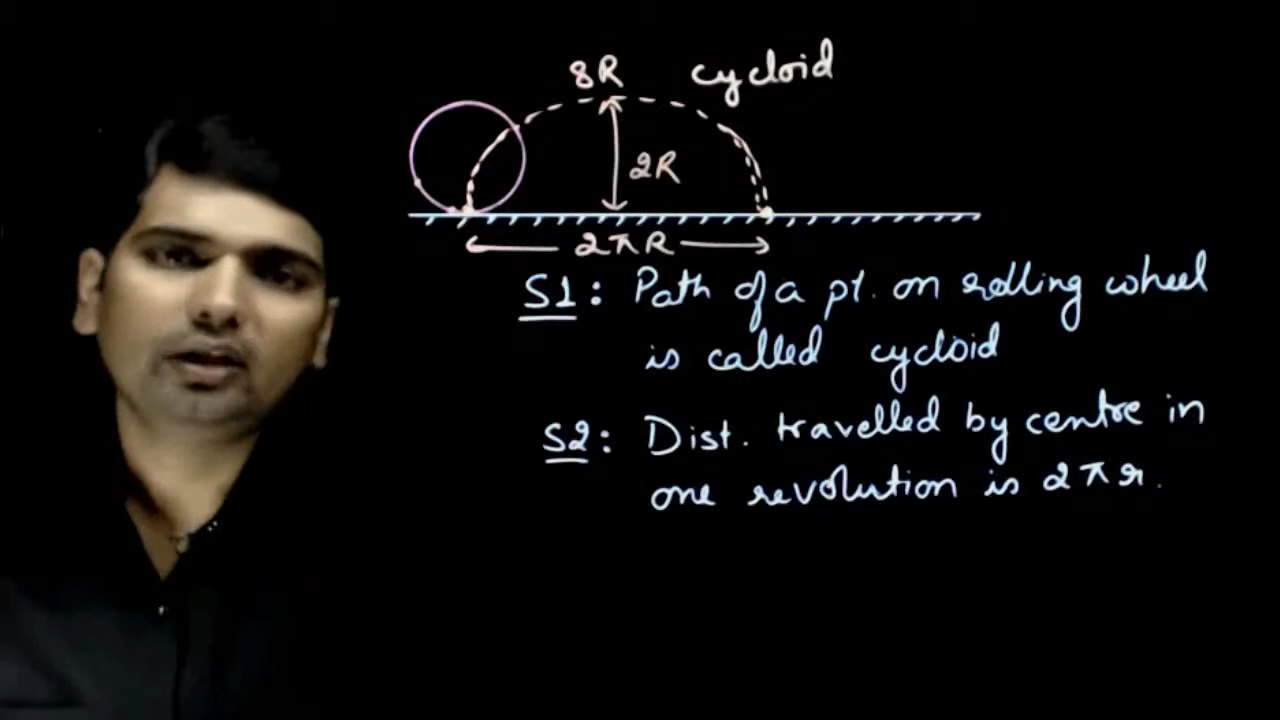 8R cycloid
2R
2πR
S1: Path of a pt. on rolling wheel
is called cycloid
S2: Dist. travelled by centre in
one revolution is 2πr.